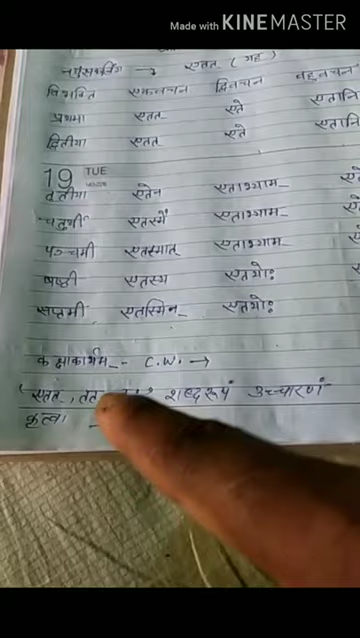 Made with KINEMASTER
नपुंसकलिंग → एतत् (यह)
विभक्ति एकवचन द्विवचन बहुवचन
प्रथमा एतत् एते एतानि
द्वितीया एतत् एते एतानि
19 TUE
तृतीया एतेन एताभ्याम्
चतुर्थी एतस्मै एताभ्याम्
पञ्चमी एतस्मात् एताभ्याम्
षष्ठी एतस्य एतयोः
सप्तमी एतस्मिन् एतयोः
कक्षाकार्यम् - C.W. →
'एतत्, तत् शब्दरूपं उच्चारणं
कृत्वा